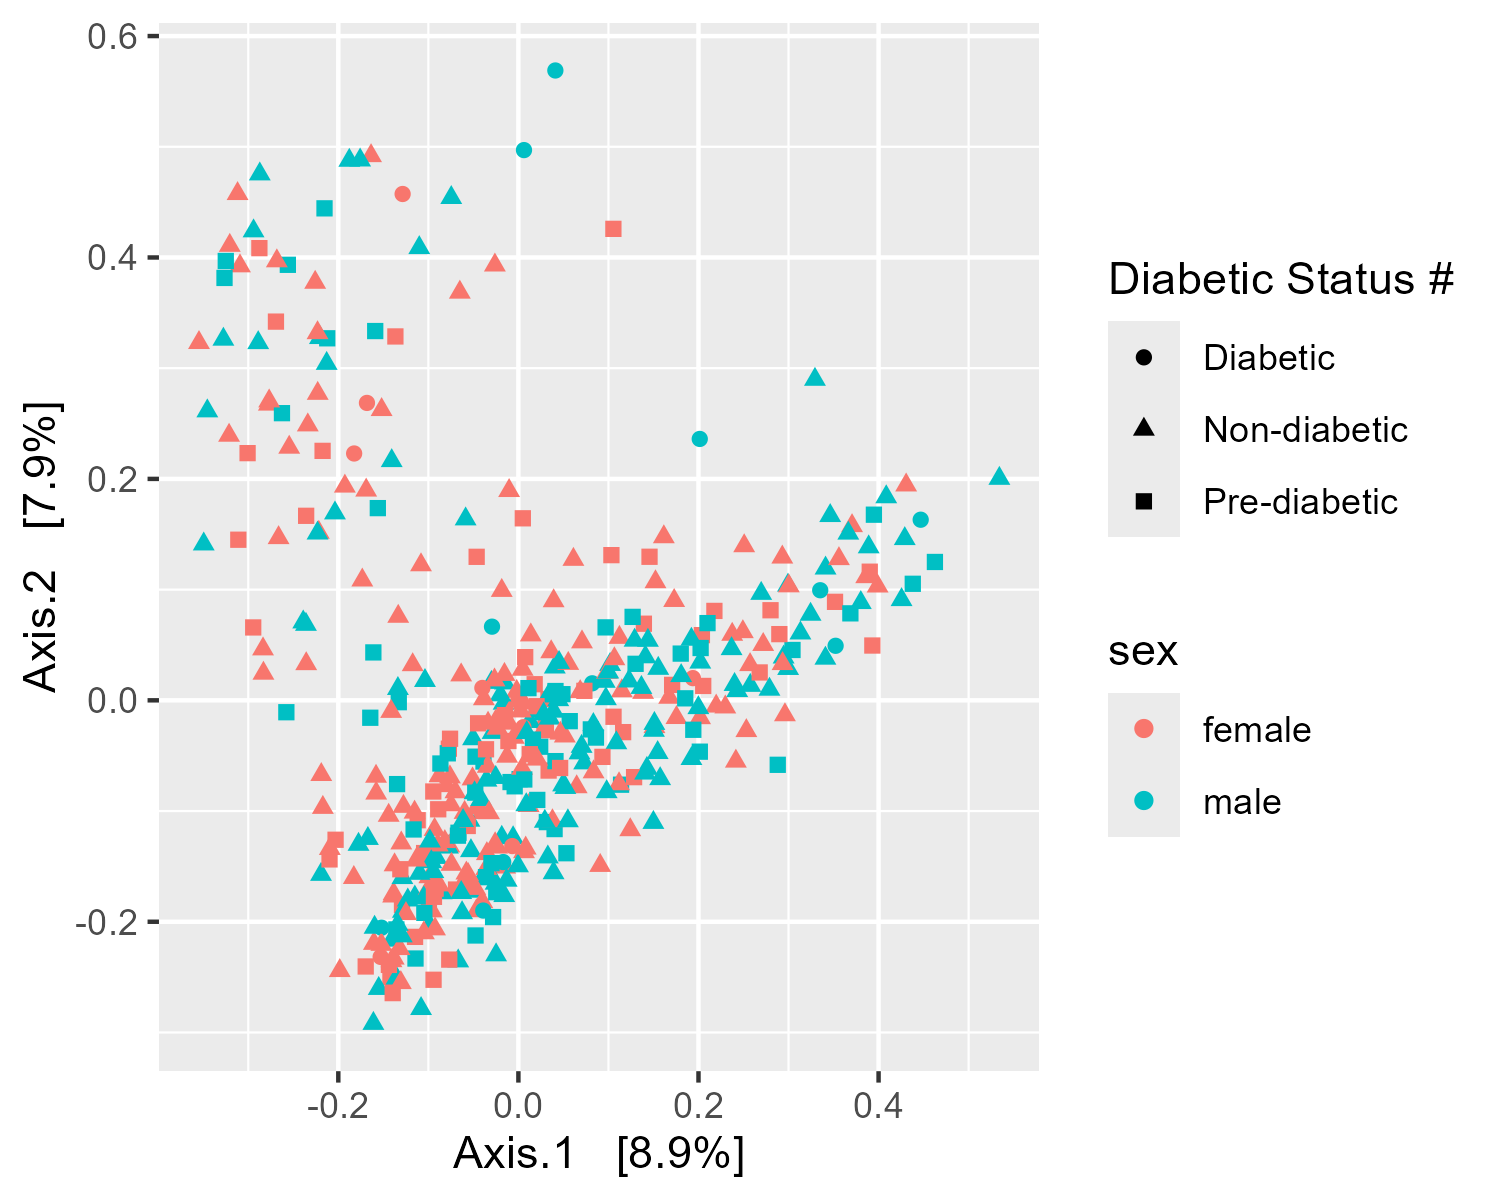 0.6
0.4
0.2
0.0
-0.2
Axis.2 [7.9%]
-0.2 0.0 0.2 0.4
Axis.1 [8.9%]
Diabetic Status #
Diabetic
Non-diabetic
Pre-diabetic
sex
female
male